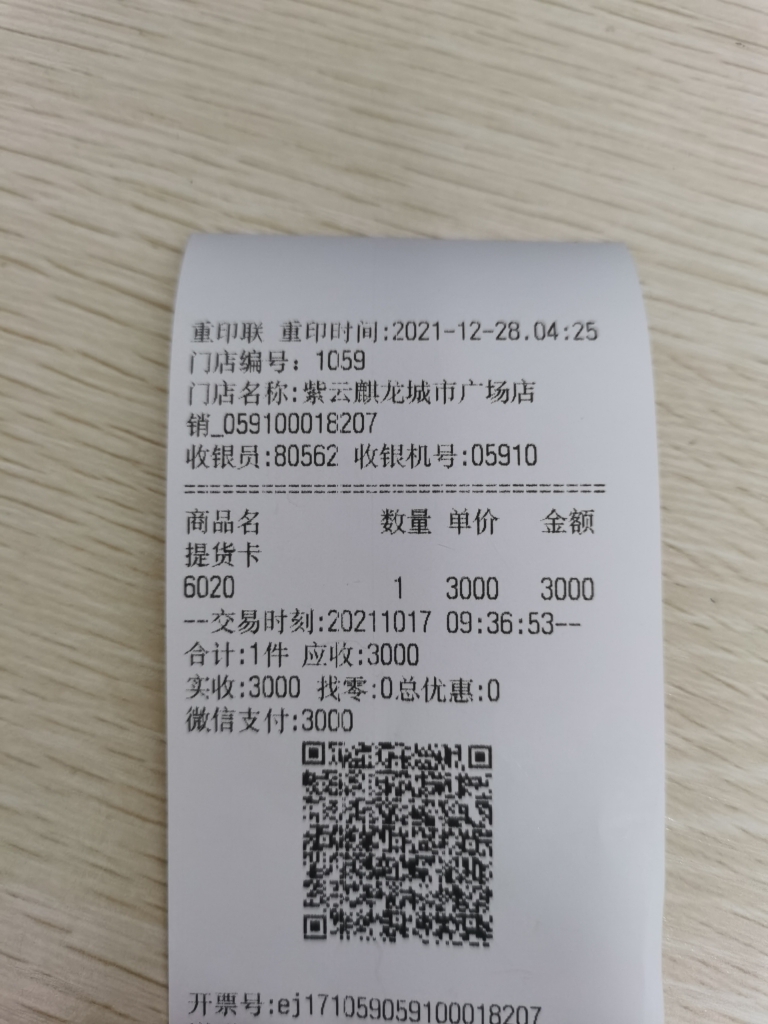 重印联 重印时间:2021-12-28.04:25
门店编号: 1059
门店名称:紫云麒龙城市广场店
销_059100018207
收银员:80562 收银机号:05910
================================
商品名 数量 单价 金额
提货卡
6020 1 3000 3000
--交易时刻:20211017 09:36:53--
合计:1件 应收:3000
实收:3000 找零:0总优惠:0
微信支付:3000
开票号:ej171059059100018207